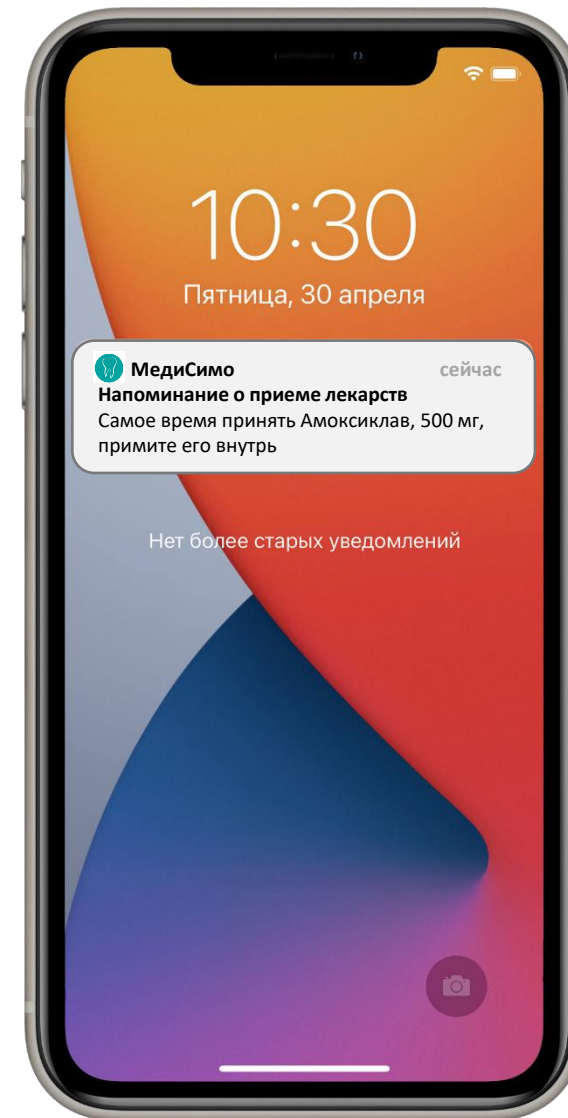 10:30
Пятница, 30 апреля
МедиСимо сейчас
Напоминание о приеме лекарств
Самое время принять Амоксиклав, 500 мг,
примите его внутрь
Нет более старых уведомлений